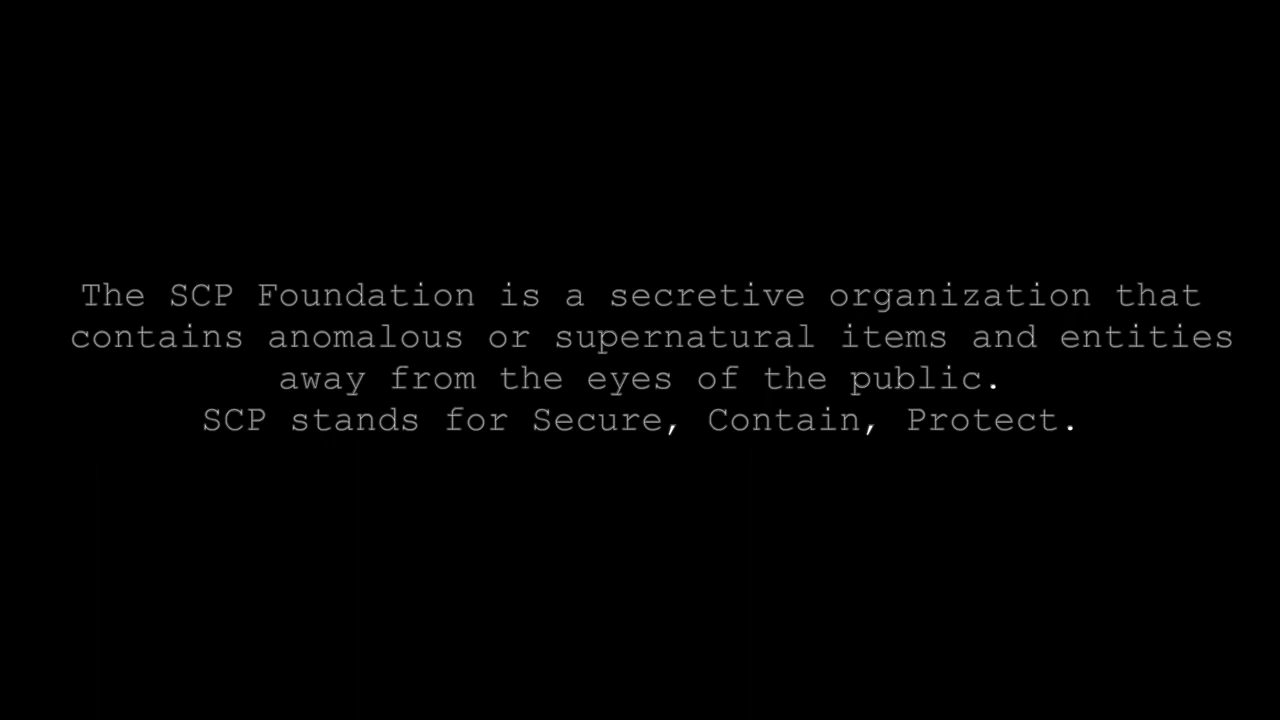 The SCP Foundation is a secretive organization that
contains anomalous or supernatural items and entities
away from the eyes of the public.
SCP stands for Secure, Contain, Protect.